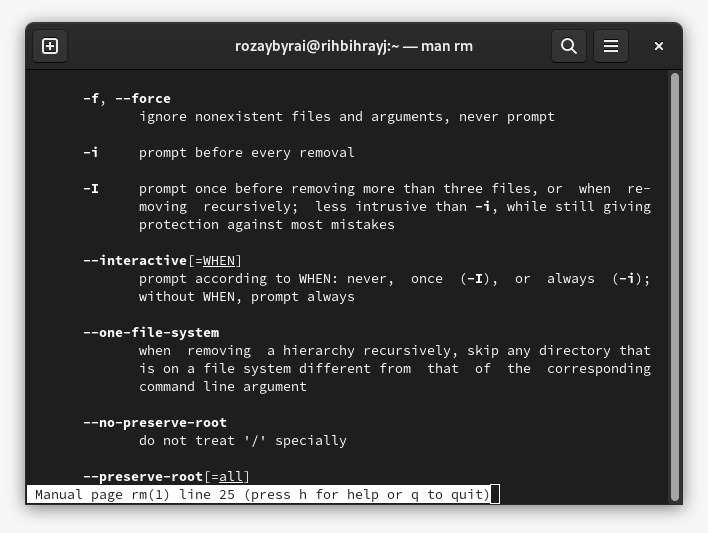 rozaybyrai@rihbihrayj:~ — man rm
-f, --force
ignore nonexistent files and arguments, never prompt
-i     prompt before every removal
-I     prompt once before removing more than three files, or  when  re-
moving  recursively;  less intrusive than -i, while still giving
protection against most mistakes
--interactive[=WHEN]
prompt according to WHEN: never,  once  (-I),  or  always  (-i);
without WHEN, prompt always
--one-file-system
when  removing  a hierarchy recursively, skip any directory that
is on a file system different from  that  of  the  corresponding
command line argument
--no-preserve-root
do not treat '/' specially
--preserve-root[=all]
Manual page rm(1) line 25 (press h for help or q to quit)